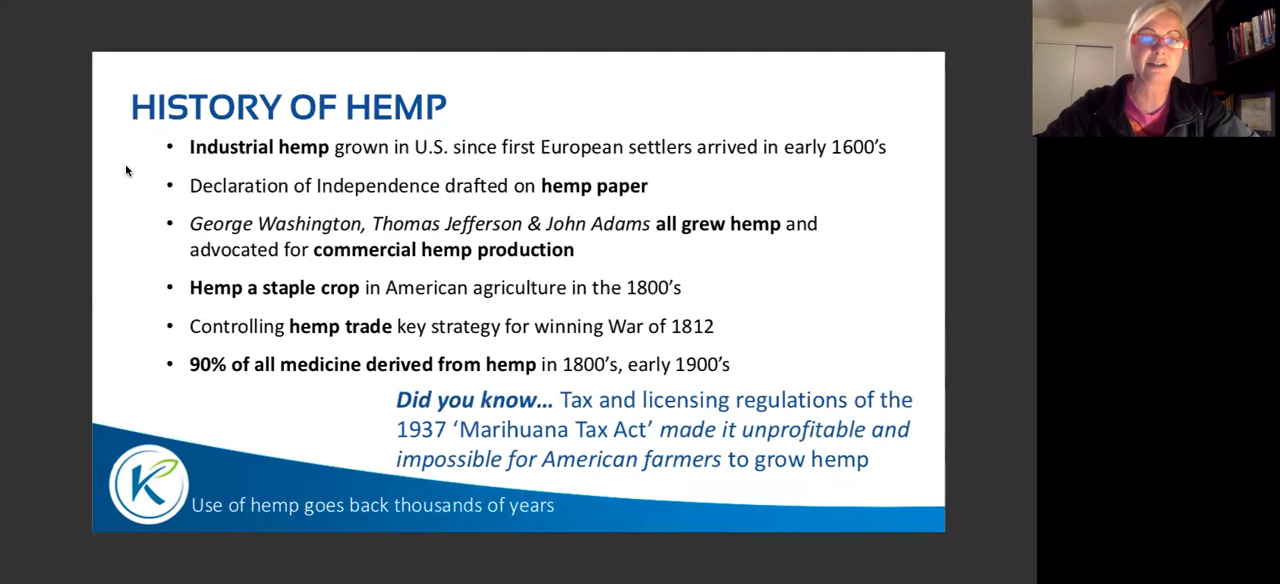 HISTORY OF HEMP
• Industrial hemp grown in U.S. since first European settlers arrived in early 1600’s
• Declaration of Independence drafted on hemp paper
• George Washington, Thomas Jefferson & John Adams all grew hemp and
advocated for commercial hemp production
• Hemp a staple crop in American agriculture in the 1800’s
• Controlling hemp trade key strategy for winning War of 1812
• 90% of all medicine derived from hemp in 1800’s, early 1900’s
Did you know... Tax and licensing regulations of the
1937 ‘Marihuana Tax Act’ made it unprofitable and
impossible for American farmers to grow hemp
K
Use of hemp goes back thousands of years